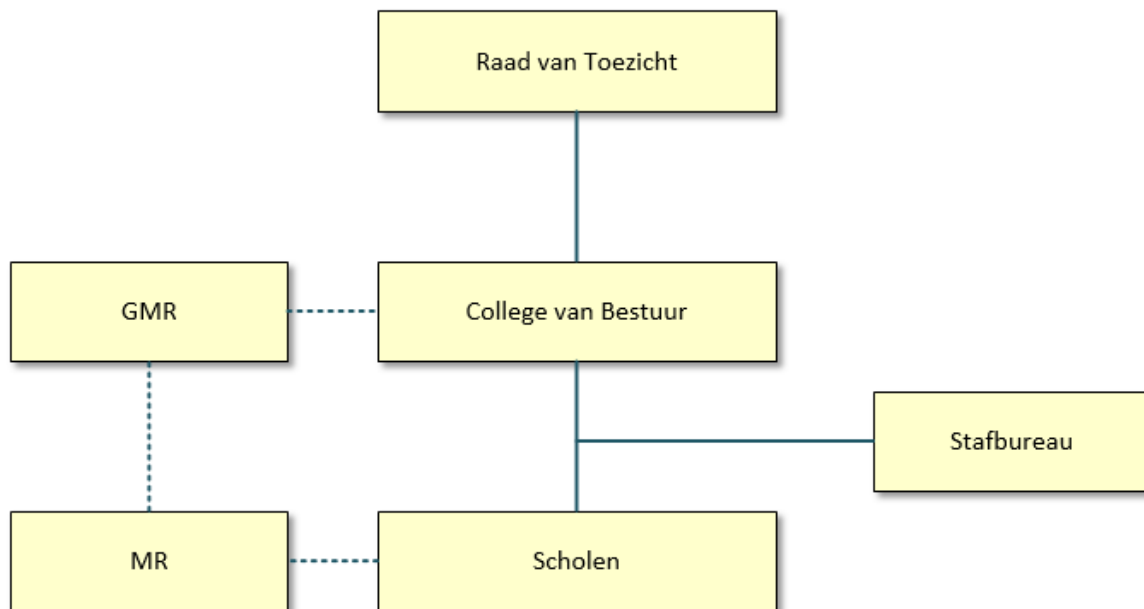 Raad van Toezicht
GMR
College van Bestuur
Stafbureau
MR
Scholen